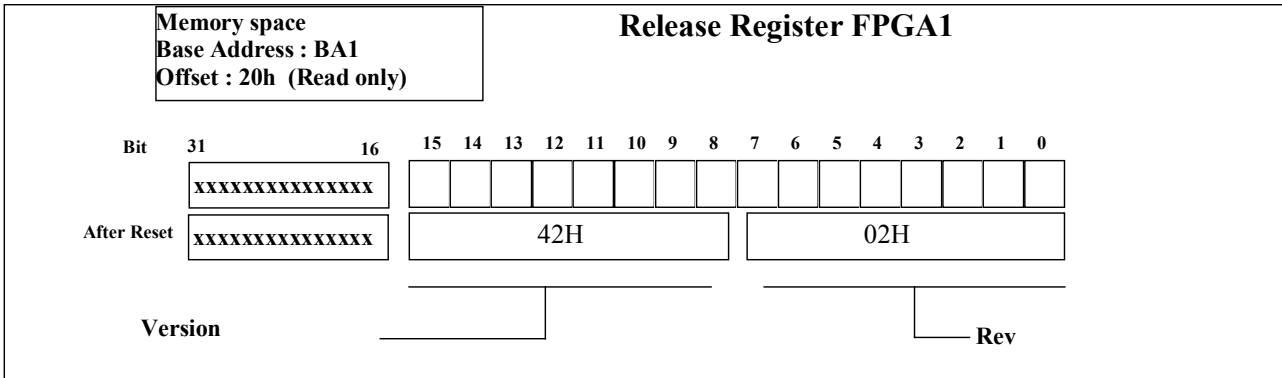 Memory space
Release Register FPGA1
Base Address : BA1
Offset : 20h (Read only)
Bit 31 16 15 14 13 12 11 10 9 8 7 6 5 4 3 2 1 0
xxxxxxxxxxxxxxx
After Reset xxxxxxxxxxxxxxx 42H 02H
Version
Rev